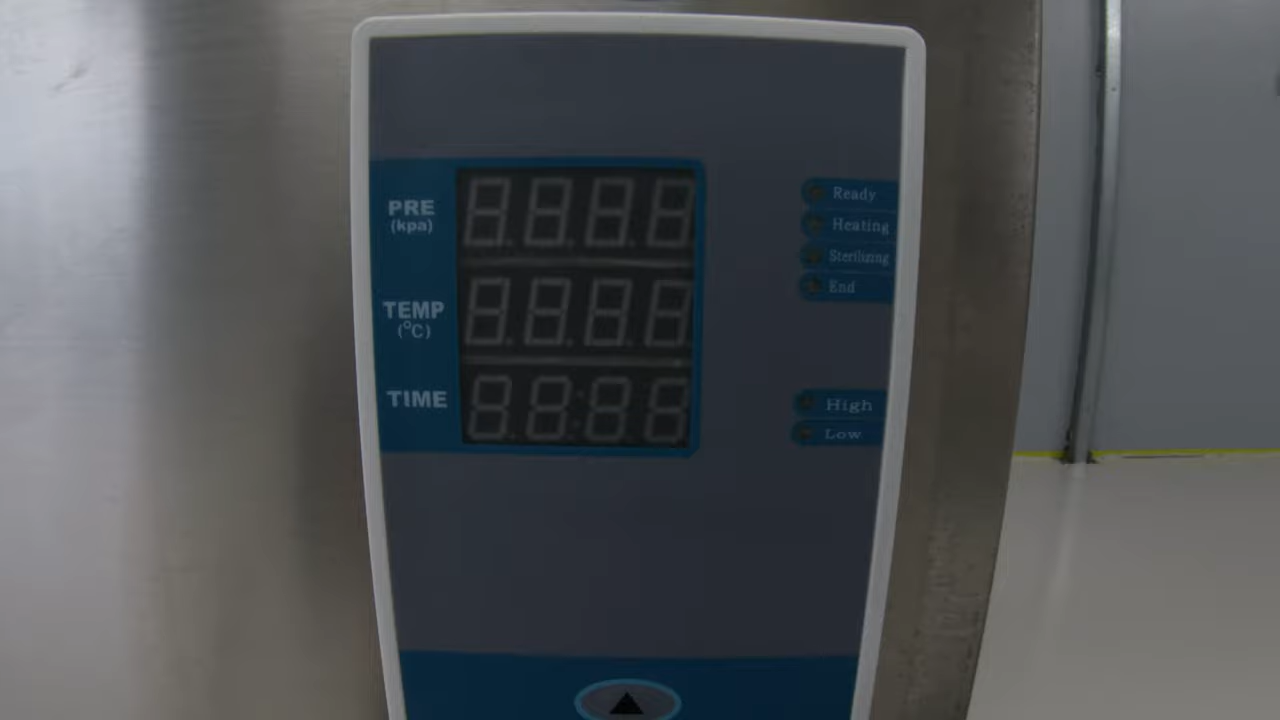 PRE
(kpa)
TEMP
(°C)
TIME
Ready
Heating
Sterilizing
End
High
Low